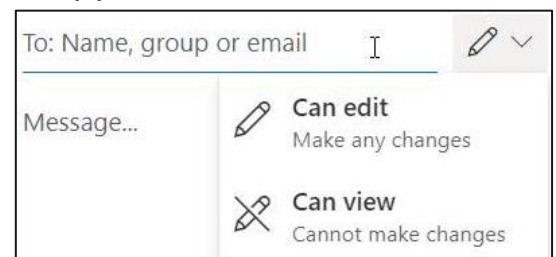 To: Name, group or email
Can edit
Message...
Make any changes
Can view
Cannot make changes